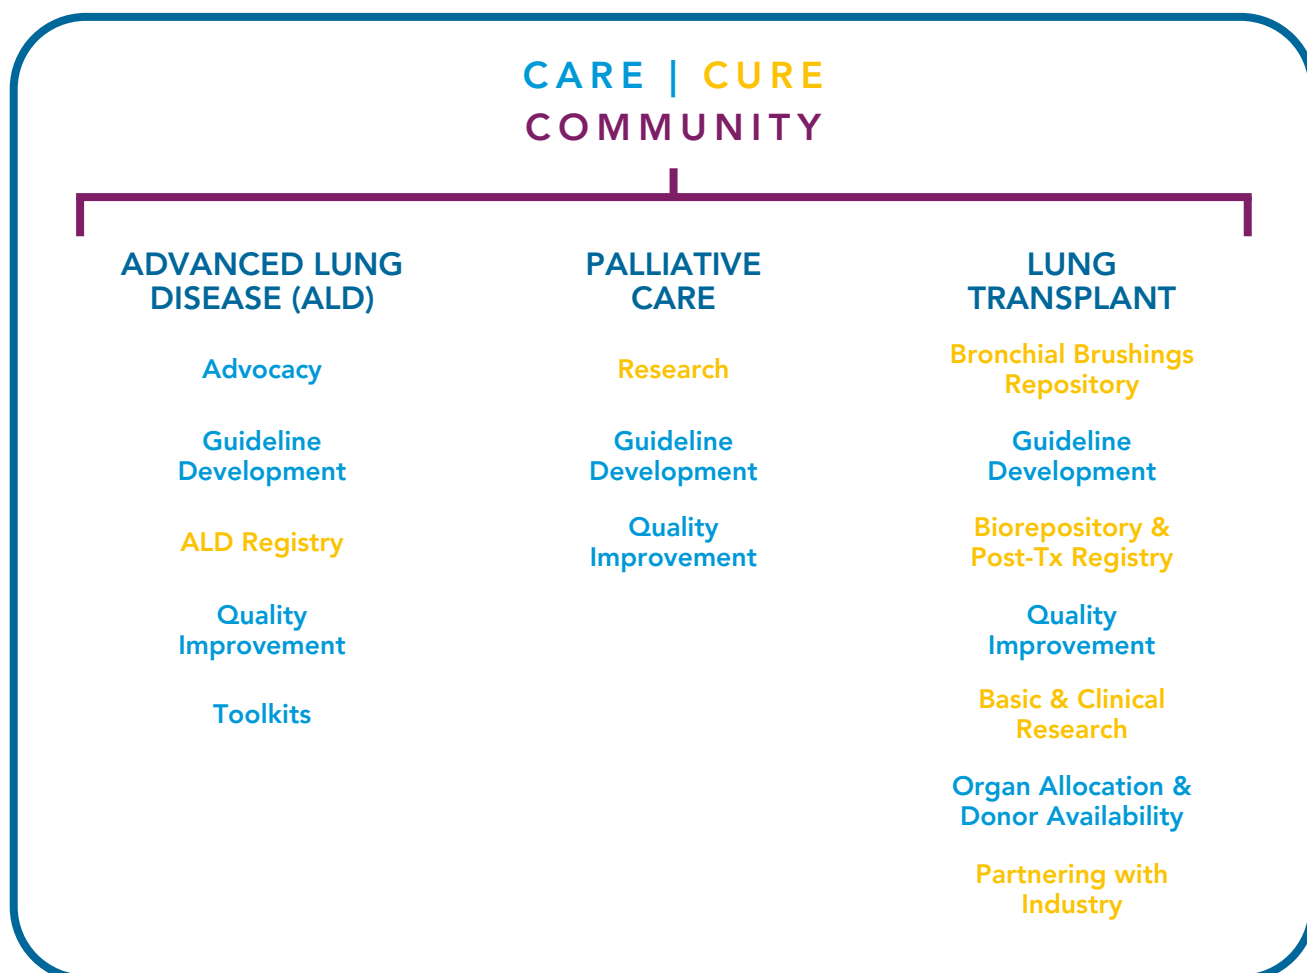 CARE | CURE
COMMUNITY
ADVANCED LUNG
DISEASE (ALD)
Advocacy
Guideline
Development
ALD Registry
Quality
Improvement
Toolkits
PALLIATIVE
CARE
Research
Guideline
Development
Quality
Improvement
LUNG
TRANSPLANT
Bronchial Brushings
Repository
Guideline
Development
Biorepository &
Post-Tx Registry
Quality
Improvement
Basic & Clinical
Research
Organ Allocation &
Donor Availability
Partnering with
Industry